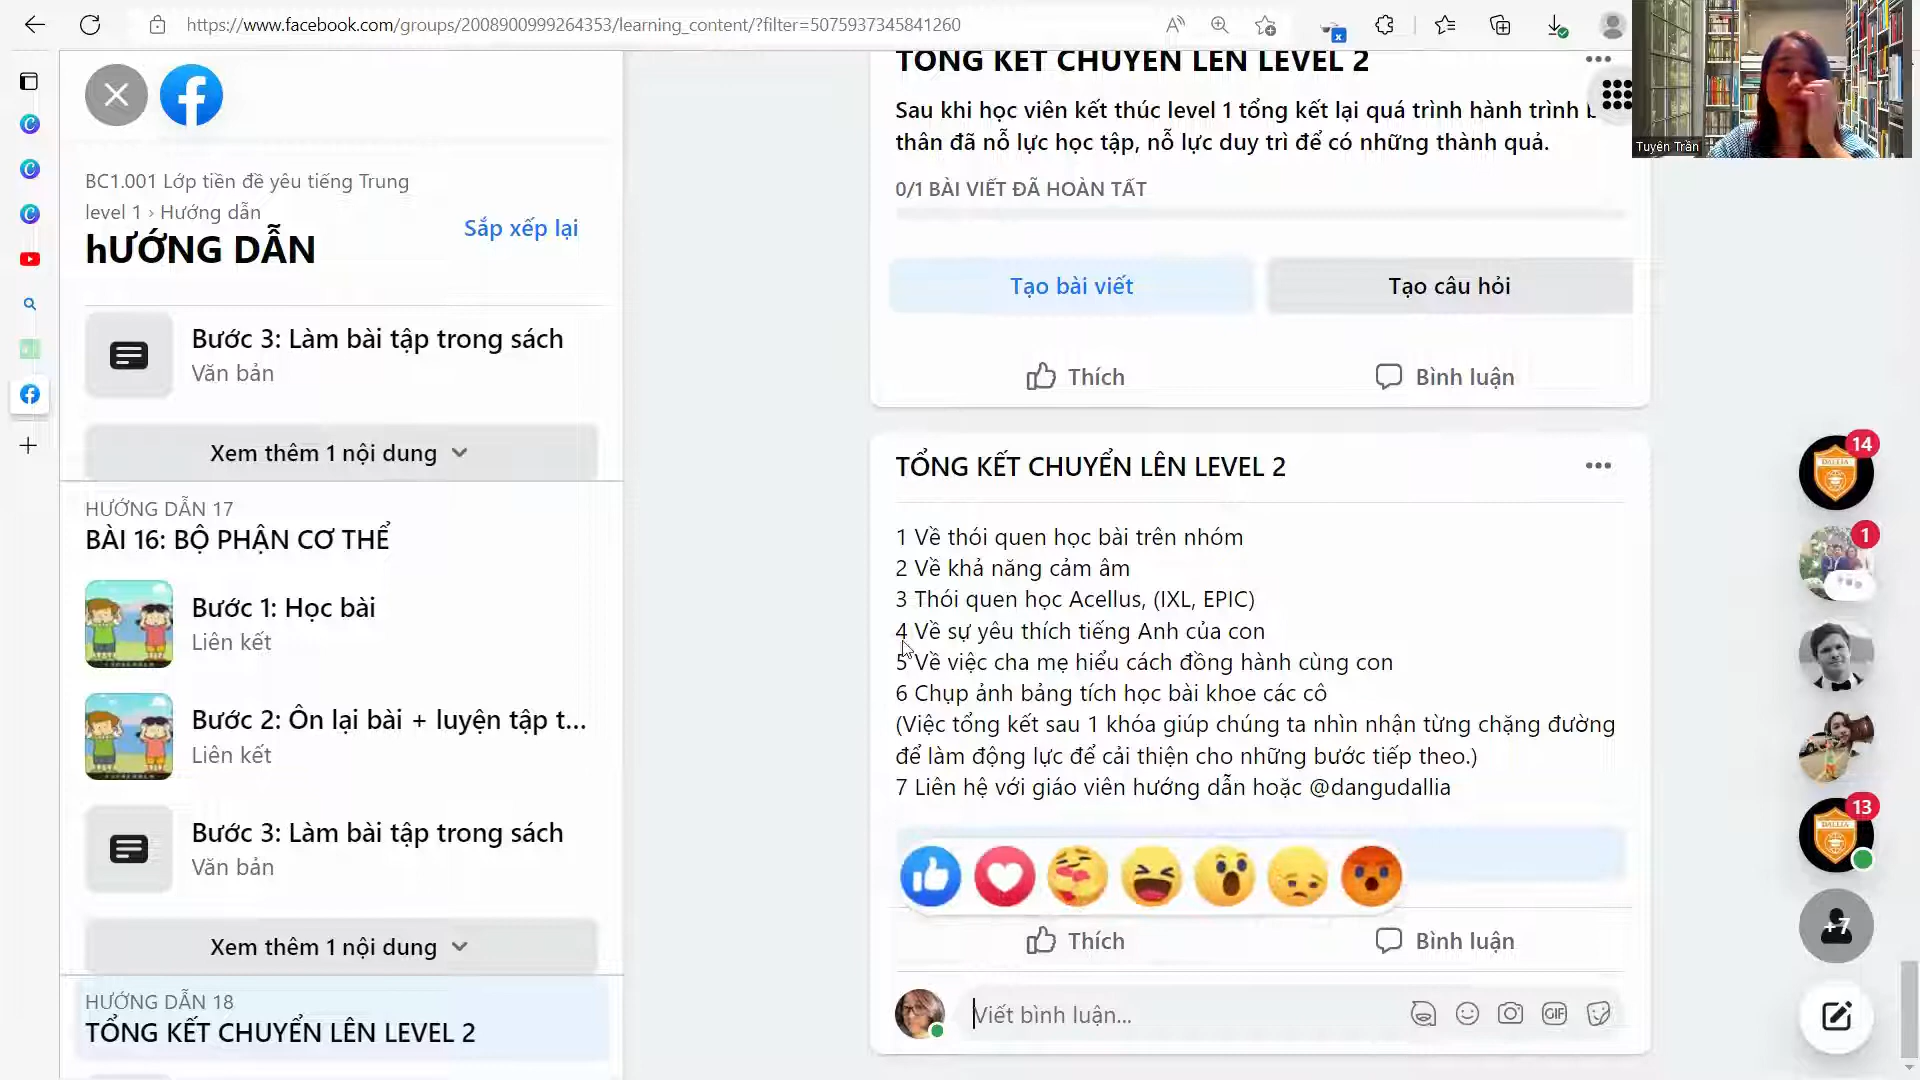 https://www.facebook.com/groups/2008900999264353/learning_content/?filter=5075937345841260
BC1.001 Lớp tiền đề yêu tiếng Trung
level 1 › Hướng dẫn
hƯỚNG DẪN
Sắp xếp lại
Bước 3: Làm bài tập trong sách
Văn bản
Xem thêm 1 nội dung
HƯỚNG DẪN 17
BÀI 16: BỘ PHẬN CƠ THỂ
Bước 1: Học bài
Liên kết
Bước 2: Ôn lại bài + luyện tập t...
Liên kết
Bước 3: Làm bài tập trong sách
Văn bản
Xem thêm 1 nội dung
HƯỚNG DẪN 18
TỔNG KẾT CHUYỂN LÊN LEVEL 2
TỔNG KẾT CHUYỂN LÊN LEVEL 2
Sau khi học viên kết thúc level 1 tổng kết lại quá trình hành trình
thân đã nỗ lực học tập, nỗ lực duy trì để có những thành quả.
0/1 BÀI VIẾT ĐÃ HOÀN TẤT
Tạo bài viết
Tạo câu hỏi
Thích
Bình luận
TỔNG KẾT CHUYỂN LÊN LEVEL 2
1 Về thói quen học bài trên nhóm
2 Về khả năng cảm âm
3 Thói quen học Acellus, (IXL, EPIC)
4 Về sự yêu thích tiếng Anh của con
5 Về việc cha mẹ hiểu cách đồng hành cùng con
6 Chụp ảnh bảng tích học bài khoe các cô
(Việc tổng kết sau 1 khóa giúp chúng ta nhìn nhận từng chặng đường
để làm động lực để cải thiện cho những bước tiếp theo.)
7 Liên hệ với giáo viên hướng dẫn hoặc @dangudallia
Thích
Bình luận
Viết bình luận...
GIF
Tuyên Trần
14
1
DALLIA
13
DALLIA
+7